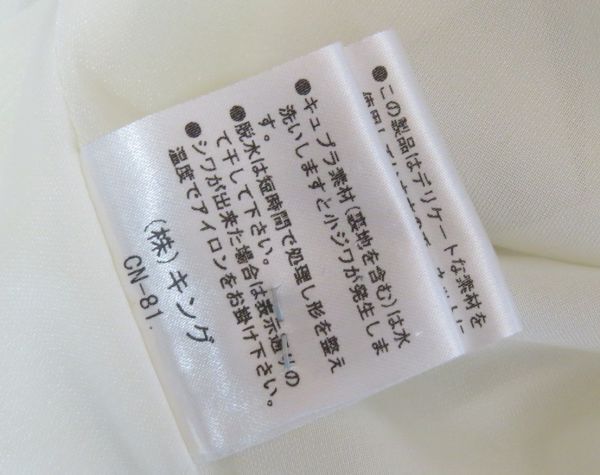 ●この製品はデリケートな素材を
●キュプラ素材(裏地を含む)は水
洗いしますと小ジワが発生しま
す。
●脱水は短時間で処理し形を整え
て干して下さい。
●シワが出来た場合は表示通りの
温度でアイロンをお掛け下さい。
(株)キング
CN-81.